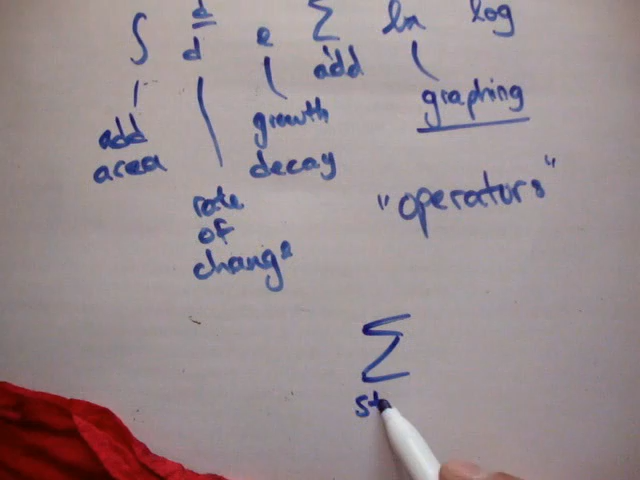 ∫ d/d e Σ ln log
add area
rate of change
growth decay
add
graphing
"operators"
Σ
st